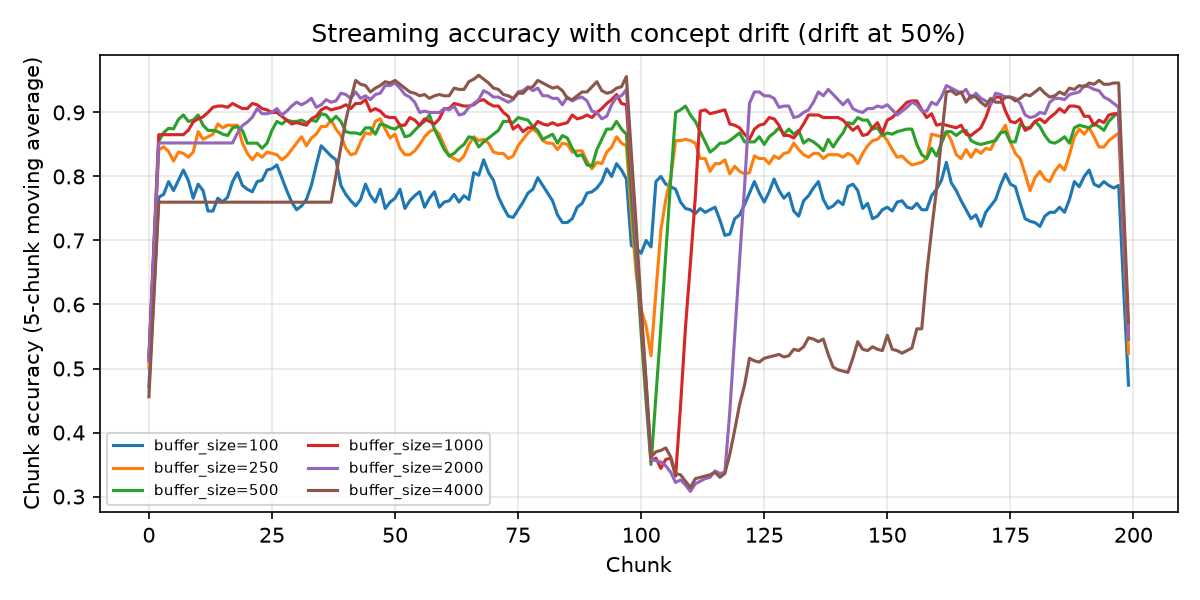 Streaming accuracy with concept drift (drift at 50%)
Chunk accuracy (5-chunk moving average)
0.9
0.8
0.7
0.6
0.5
0.4
0.3
buffer_size=100
buffer_size=250
buffer_size=500
buffer_size=1000
buffer_size=2000
buffer_size=4000
0 25 50 75 100 125 150 175 200
Chunk